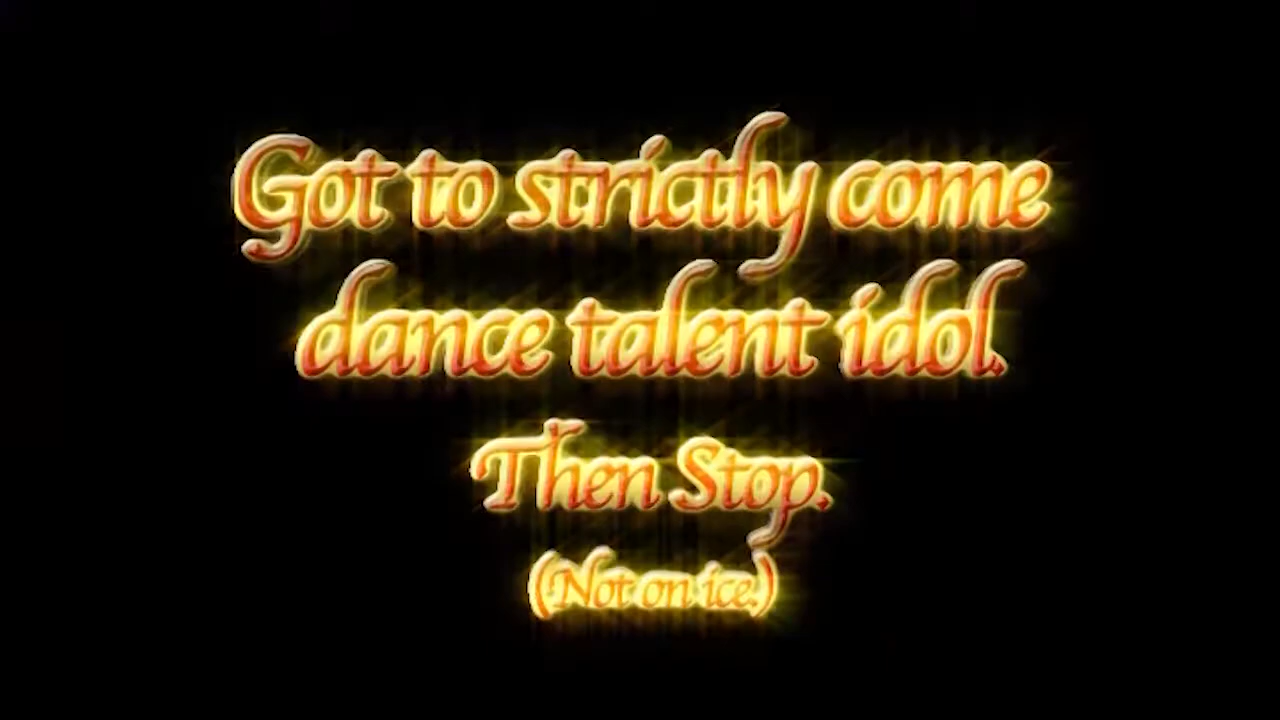 Got to strictly come
dance talent idol.
Then Stop.
(Not on ice.)